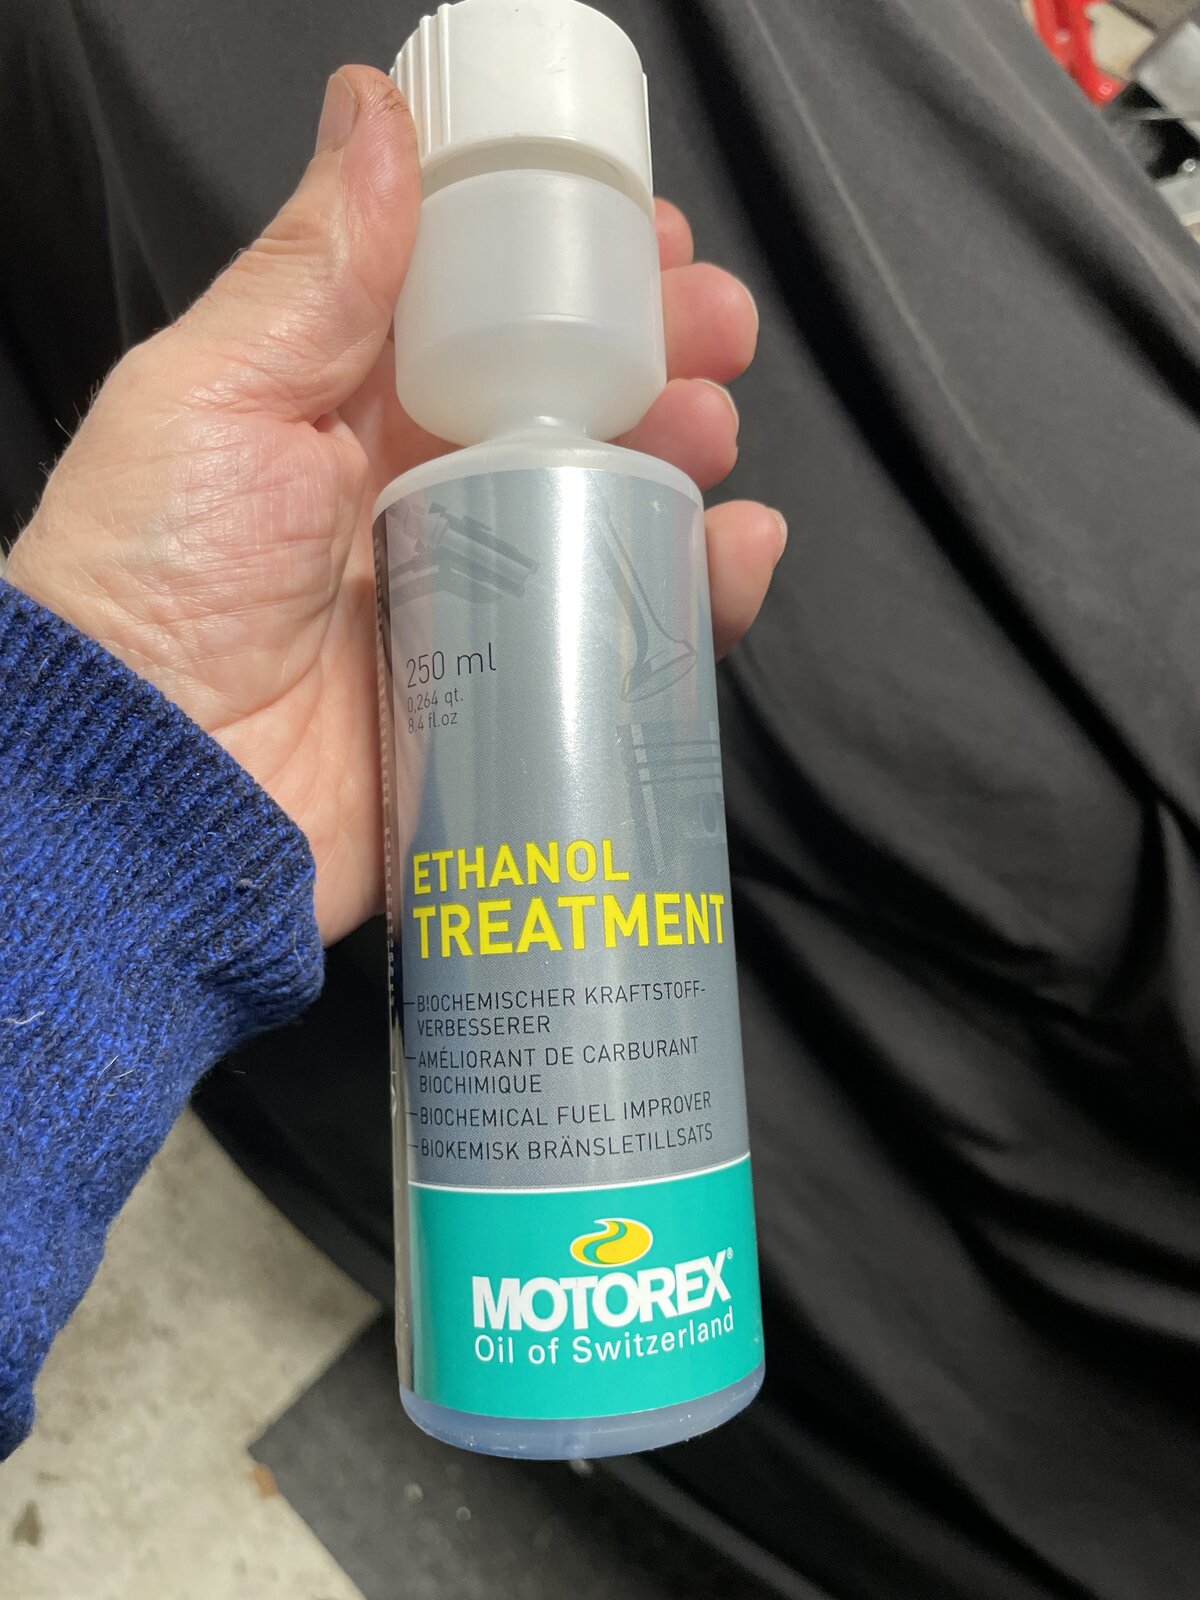 250 ml
0,264 qt.
8.4 fl.oz
ETHANOL
TREATMENT
BIOCHEMISCHER KRAFTSTOFF-
VERBESSERER
AMÉLIORANT DE CARBURANT
BIOCHIMIQUE
BIOCHEMICAL FUEL IMPROVER
BIOKEMISK BRÄNSLETILLSATS
MOTOREX®
Oil of Switzerland